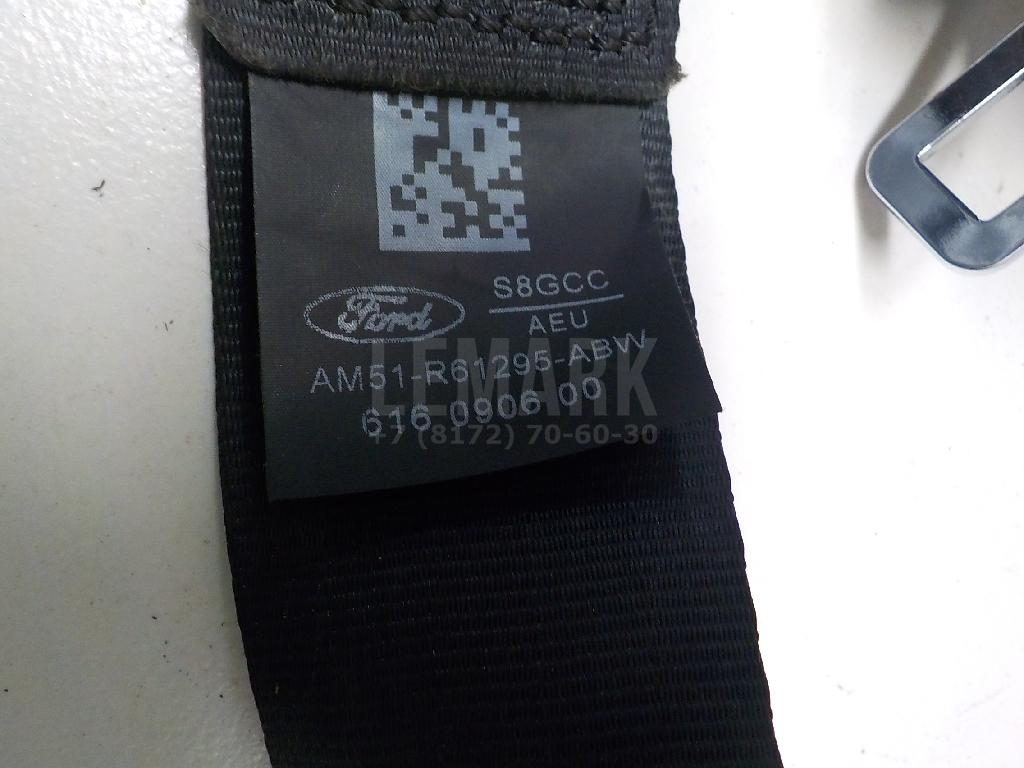 Ford
S8GCC
AEU
AM51-R61295-ABW
616 0906 00
LEMARK
+7 (8172) 70-60-30